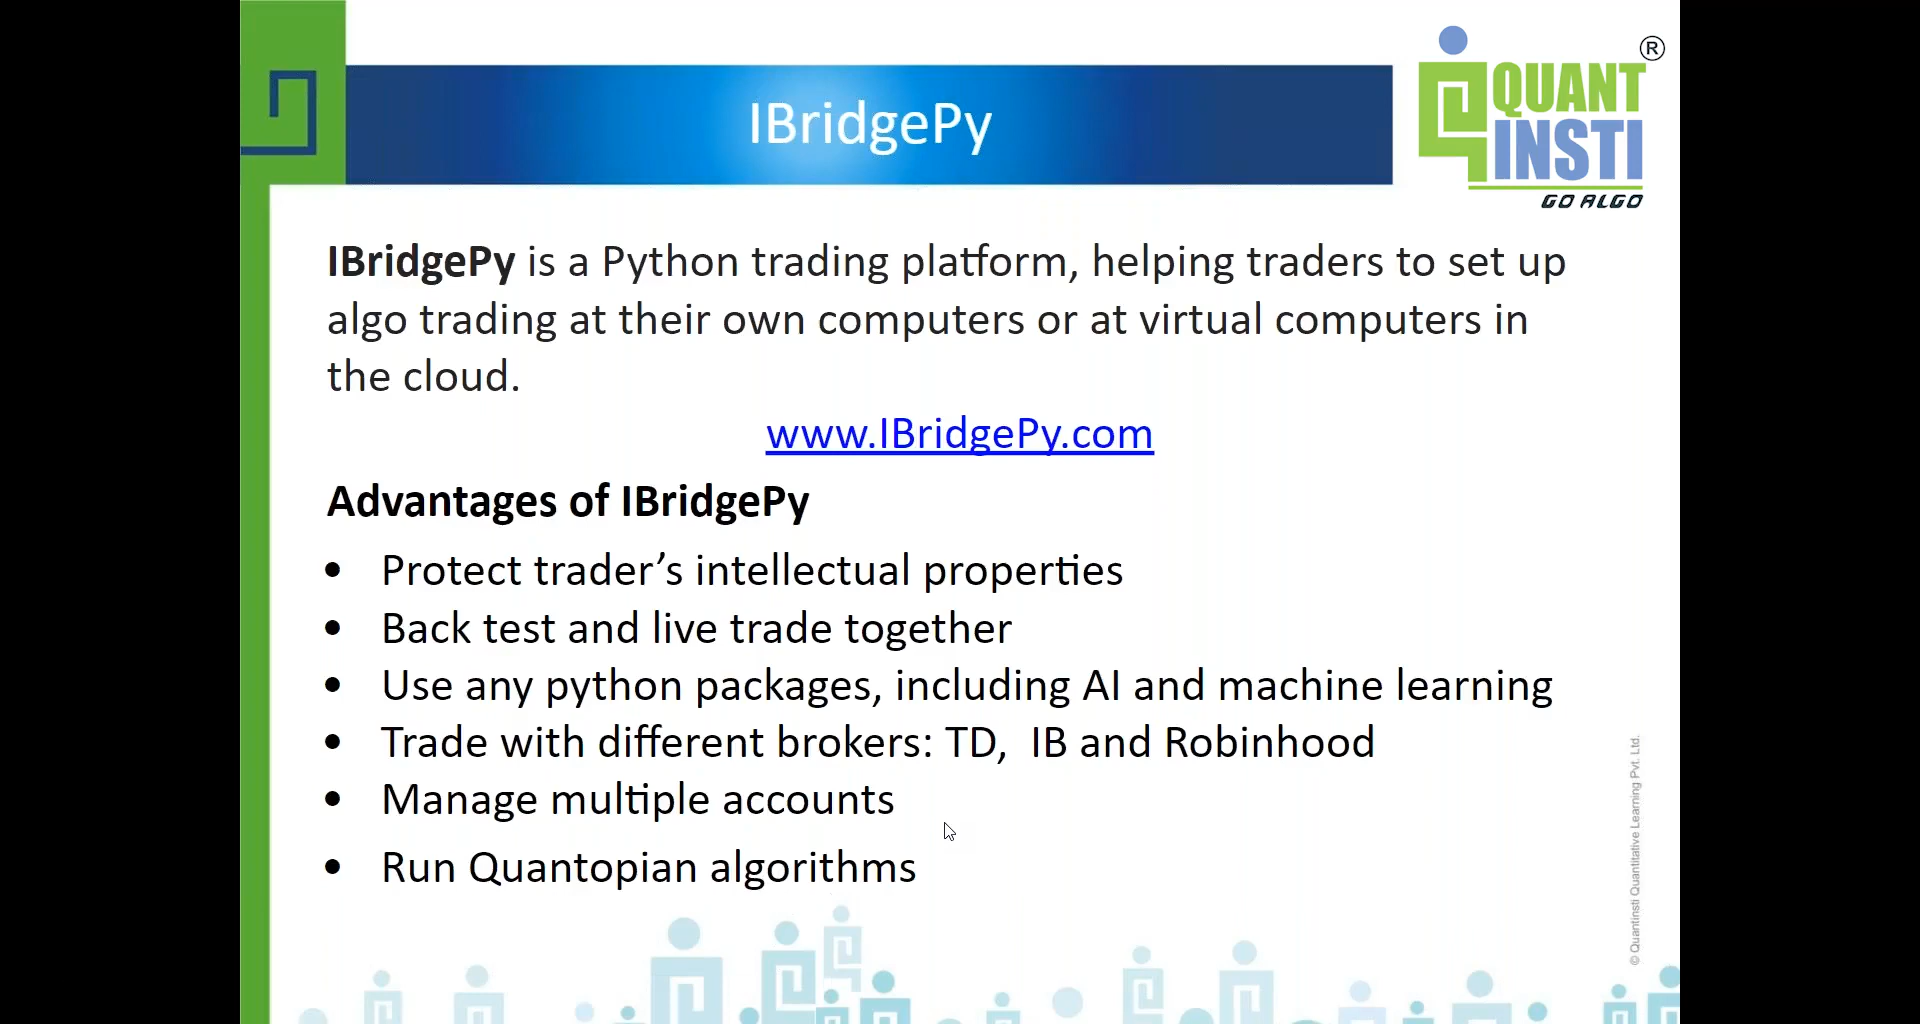 IBridgePy
®
QUANT
INSTI
GO ALGO
IBridgePy is a Python trading platform, helping traders to set up
algo trading at their own computers or at virtual computers in
the cloud.
www.IBridgePy.com
Advantages of IBridgePy
• Protect trader’s intellectual properties
• Back test and live trade together
• Use any python packages, including AI and machine learning
• Trade with different brokers: TD,  IB and Robinhood
• Manage multiple accounts
• Run Quantopian algorithms
© Quantinsti Quantitative Learning Pvt. Ltd.